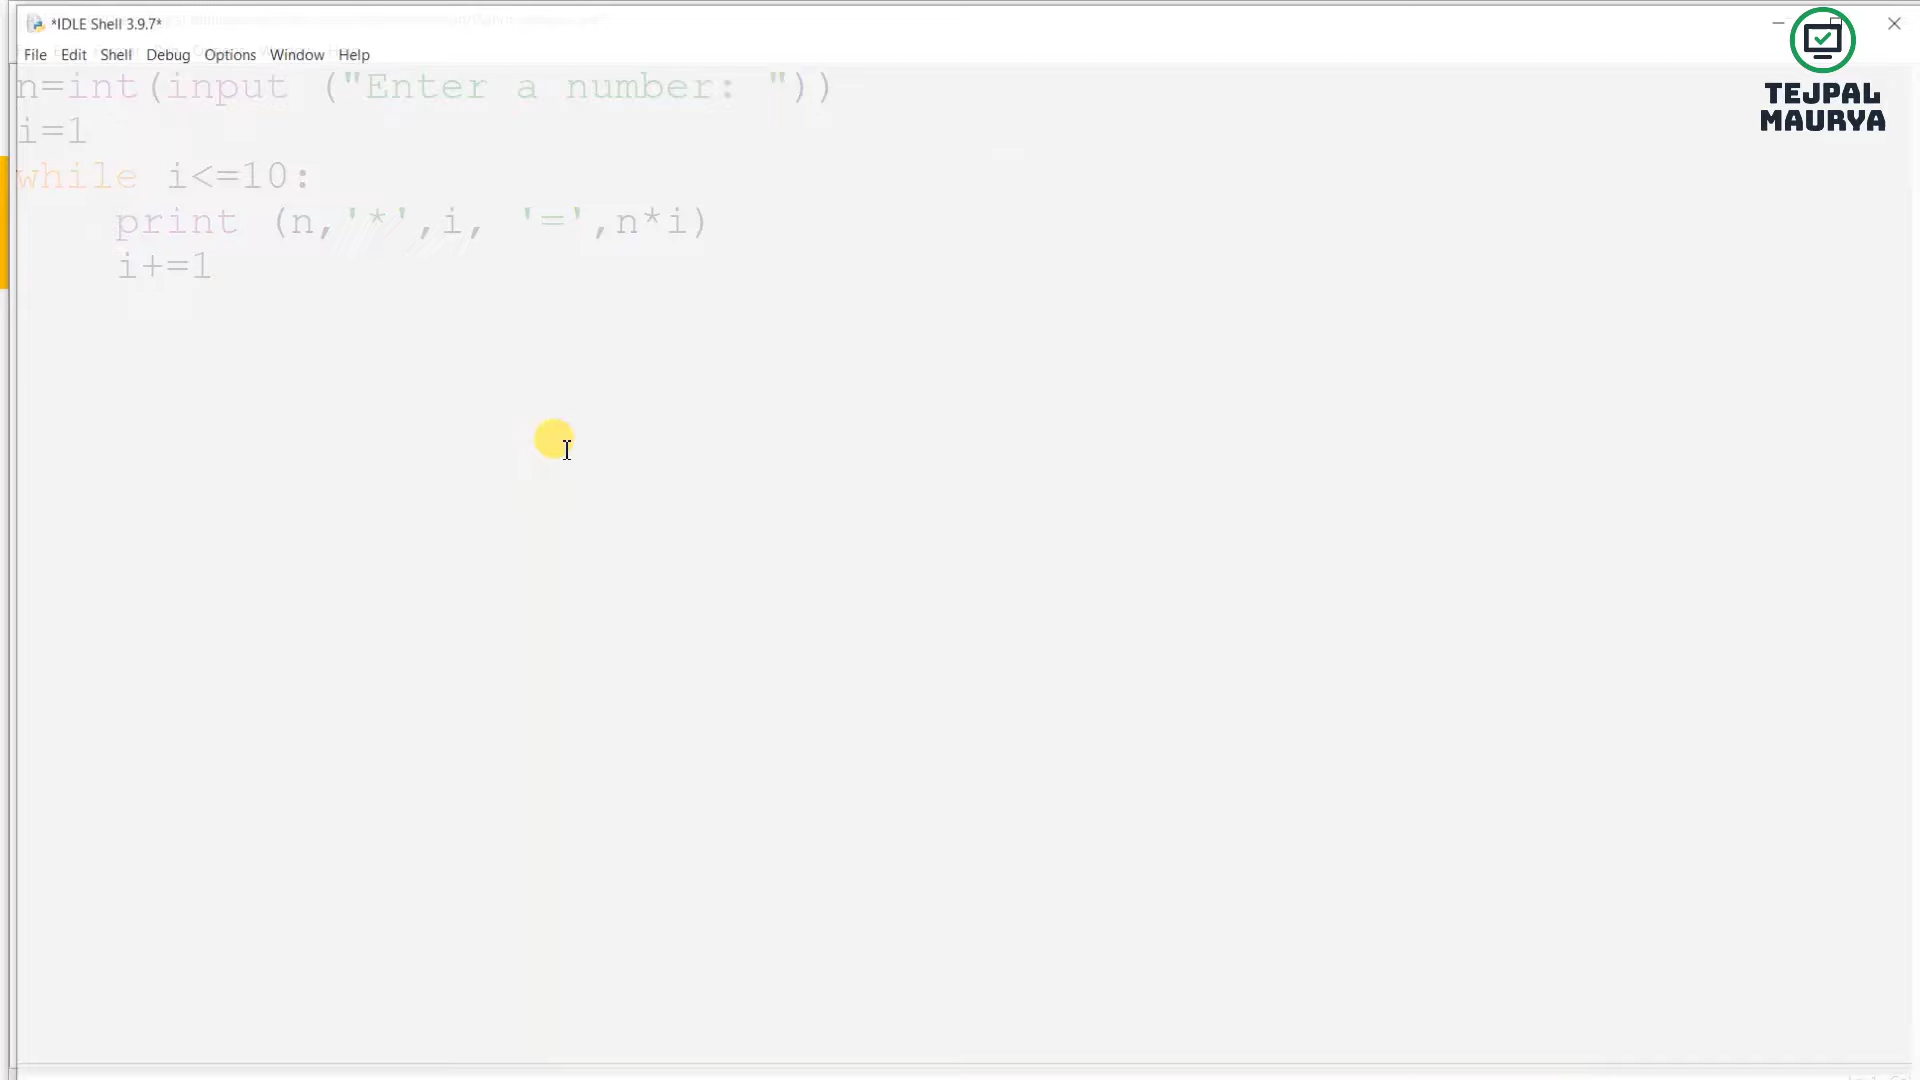 *IDLE Shell 3.9.7*
File Edit Shell Debug Options Window Help
n=int(input ("Enter a number: "))
i=1
while i<=10:
    print (n,'*',i, '=',n*i)
    i+=1
TEJPAL
MAURYA